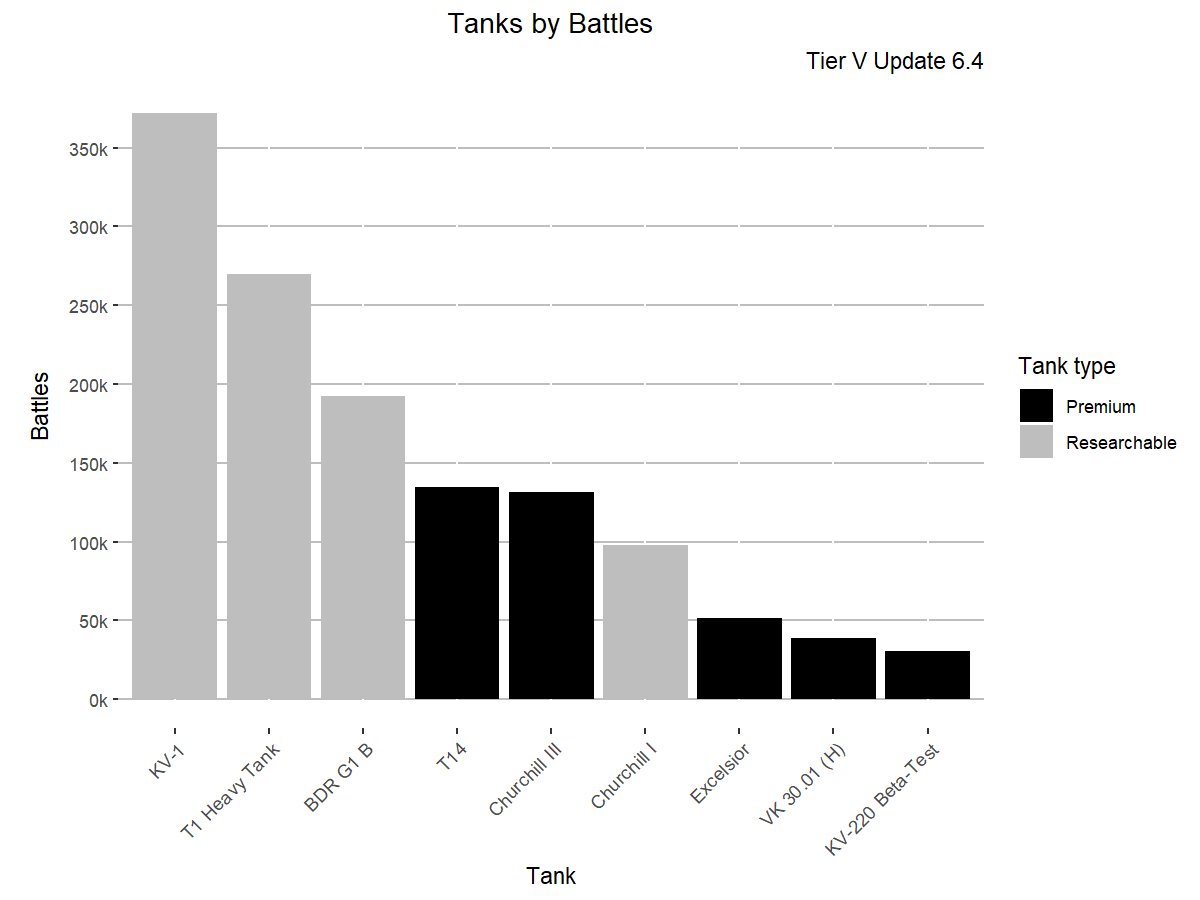 Tanks by Battles
Tier V Update 6.4
Battles
350k
300k
250k
200k
150k
100k
50k
0k
KV-1
T1 Heavy Tank
BDR G1 B
T14
Churchill III
Churchill I
Excelsior
VK 30.01 (H)
KV-220 Beta-Test
Tank
Tank type
Premium
Researchable